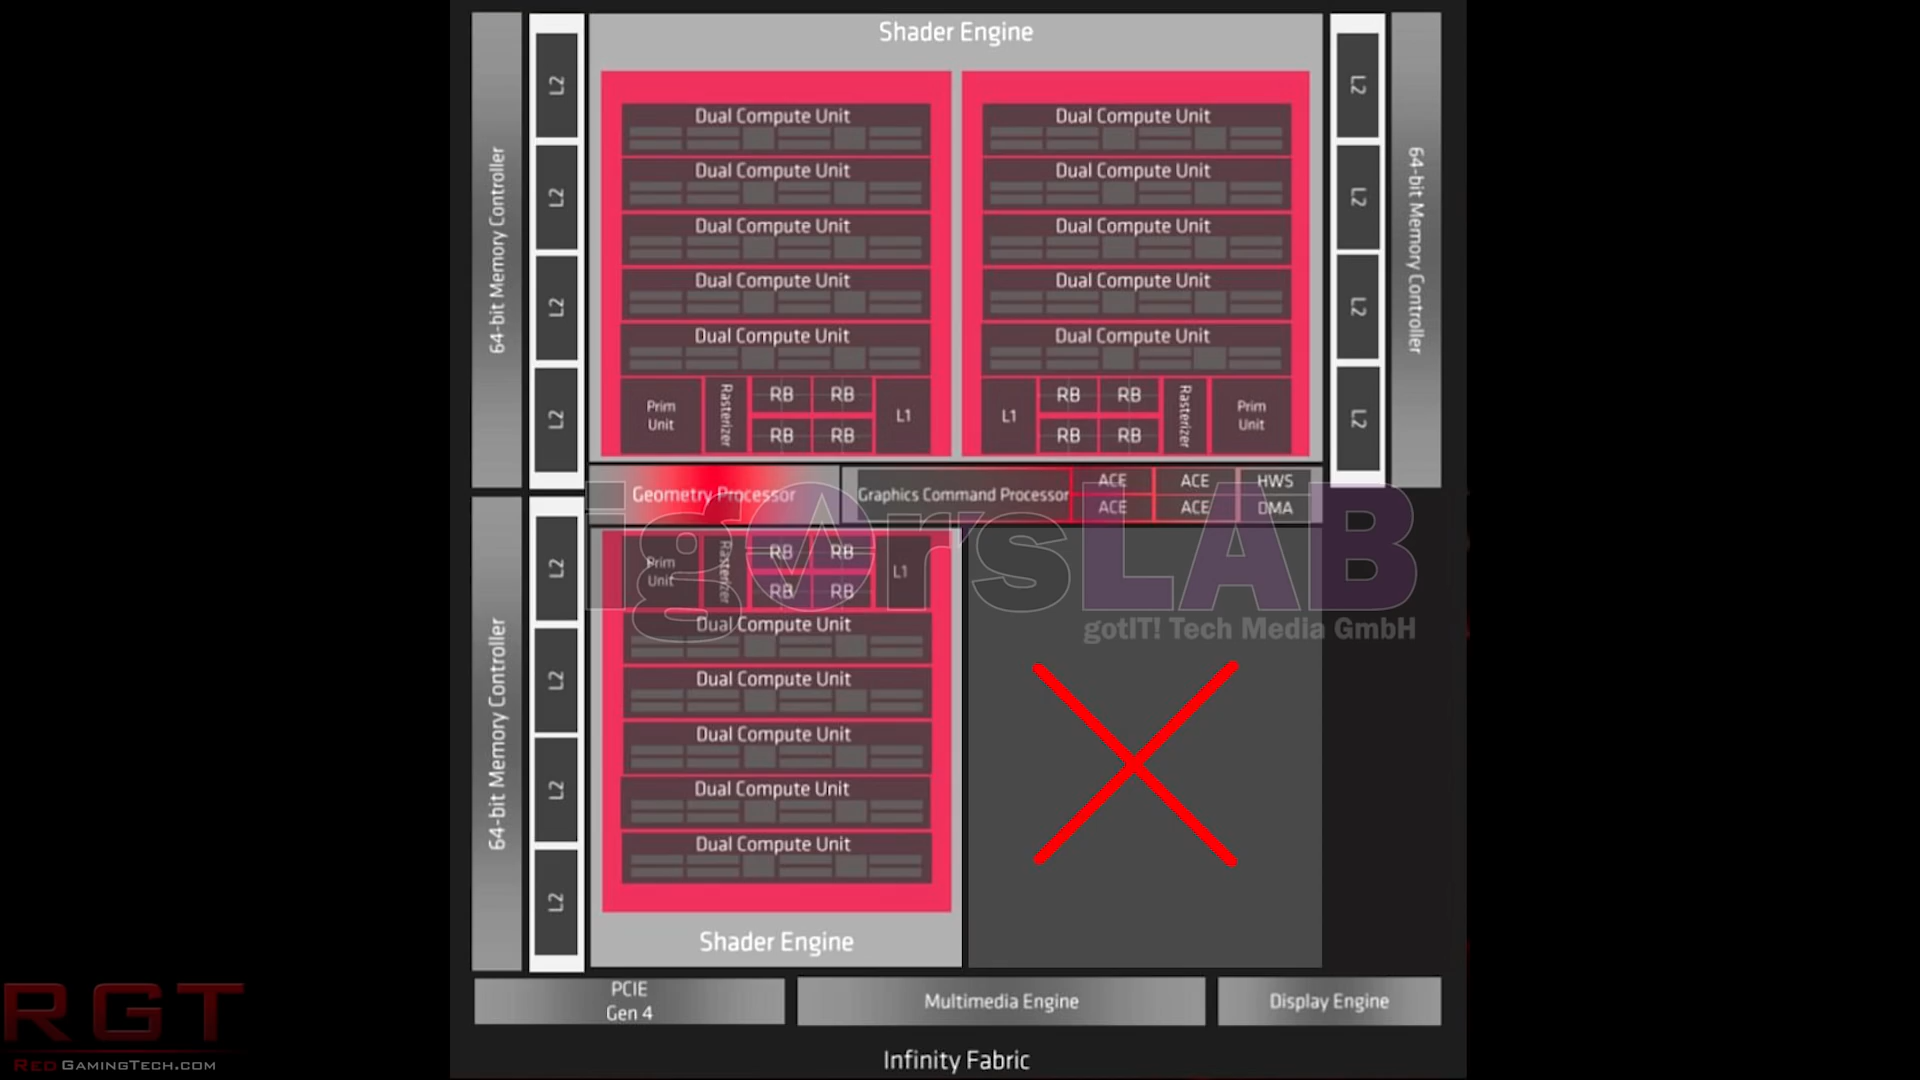 Shader Engine
64-bit Memory Controller
L2
L2
L2
L2
Dual Compute Unit
Dual Compute Unit
Dual Compute Unit
Dual Compute Unit
Dual Compute Unit
Prim
Unit
Rasterizer
RB RB
RB RB
L1
Dual Compute Unit
Dual Compute Unit
Dual Compute Unit
Dual Compute Unit
Dual Compute Unit
L1
RB RB
RB RB
Rasterizer
Prim
Unit
L2
L2
L2
L2
64-bit Memory Controller
Geometry Processor
Graphics Command Processor
ACE ACE HWS
ACE ACE DMA
igor'sLAB
gotIT! Tech Media GmbH
64-bit Memory Controller
L2
L2
L2
L2
Prim
Unit
Rasterizer
RB RB
RB RB
L1
Dual Compute Unit
Dual Compute Unit
Dual Compute Unit
Dual Compute Unit
Dual Compute Unit
Shader Engine
PCIE
Gen 4
Multimedia Engine
Display Engine
Infinity Fabric
RGT
REDGAMINGTECH.COM